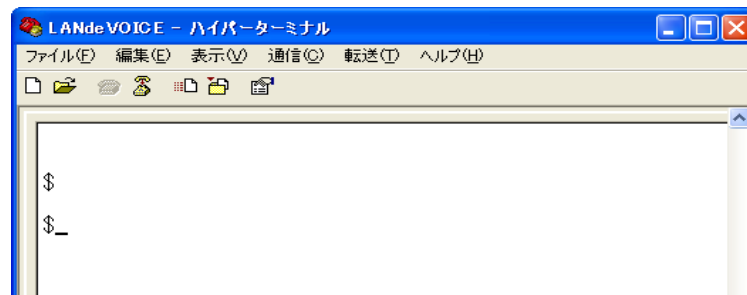 LANdeVOICE - ハイパーターミナル
ファイル(F) 編集(E) 表示(V) 通信(C) 転送(T) ヘルプ(H)
$
$_